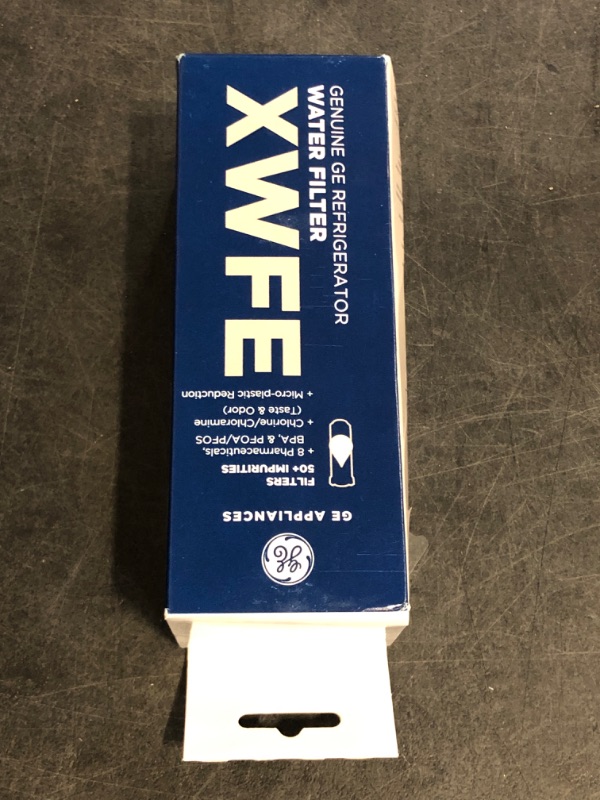 GE
GE APPLIANCES
FILTERS
50+ IMPURITIES
+ 8 Pharmaceuticals,
BPA, & PFOA/PFOS
+ Chlorine/Chloramine
(Taste & Odor)
+ Micro-plastic Reduction
GENUINE GE REFRIGERATOR
WATER FILTER
XWFE